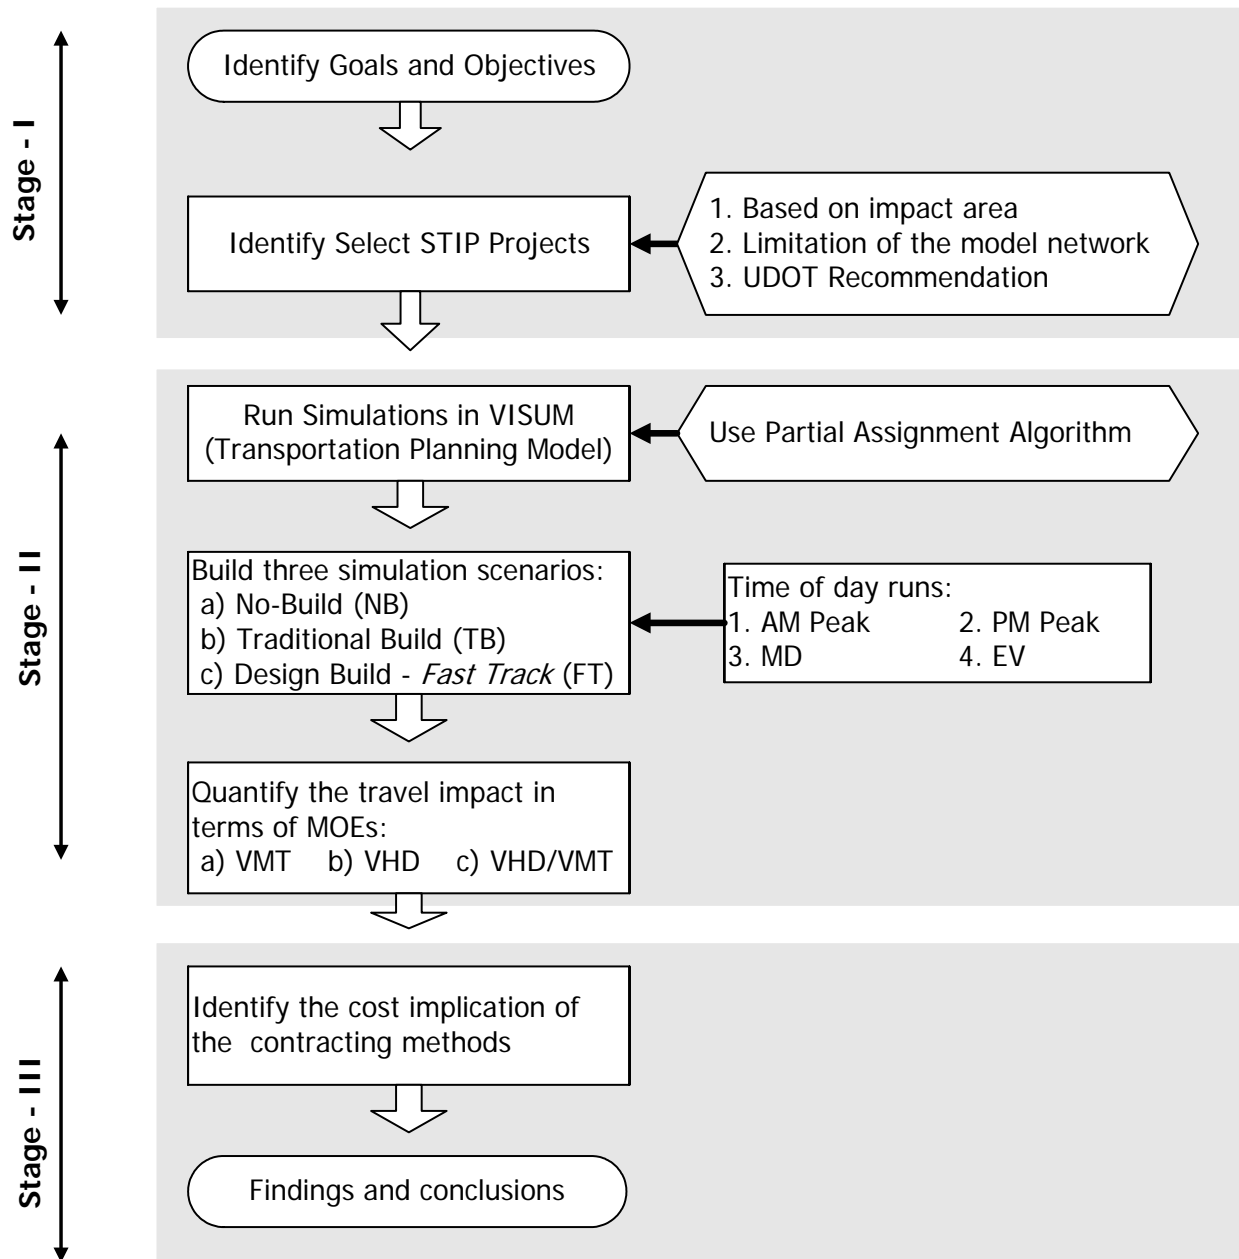 Stage - I
Identify Goals and Objectives
Identify Select STIP Projects
1. Based on impact area
2. Limitation of the model network
3. UDOT Recommendation
Stage - II
Run Simulations in VISUM
(Transportation Planning Model)
Use Partial Assignment Algorithm
Build three simulation scenarios:
a) No-Build (NB)
b) Traditional Build (TB)
c) Design Build - Fast Track (FT)
Time of day runs:
1. AM Peak 2. PM Peak
3. MD 4. EV
Quantify the travel impact in
terms of MOEs:
a) VMT b) VHD c) VHD/VMT
Stage - III
Identify the cost implication of
the contracting methods
Findings and conclusions